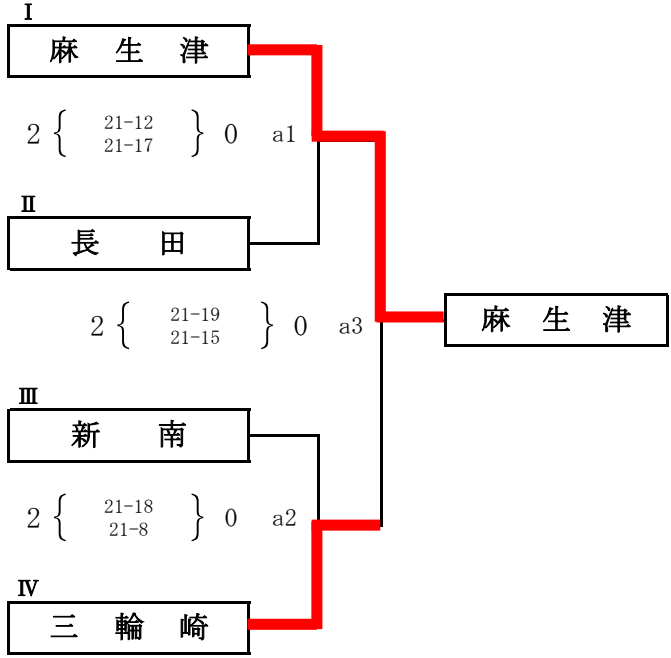 Ⅰ
麻 生 津
2 { 21-12 } 0 a1
21-17
Ⅱ
長 田
2 { 21-19 } 0 a3
21-15
麻 生 津
Ⅲ
新 南
2 { 21-18 } 0 a2
21-8
Ⅳ
三 輪 崎